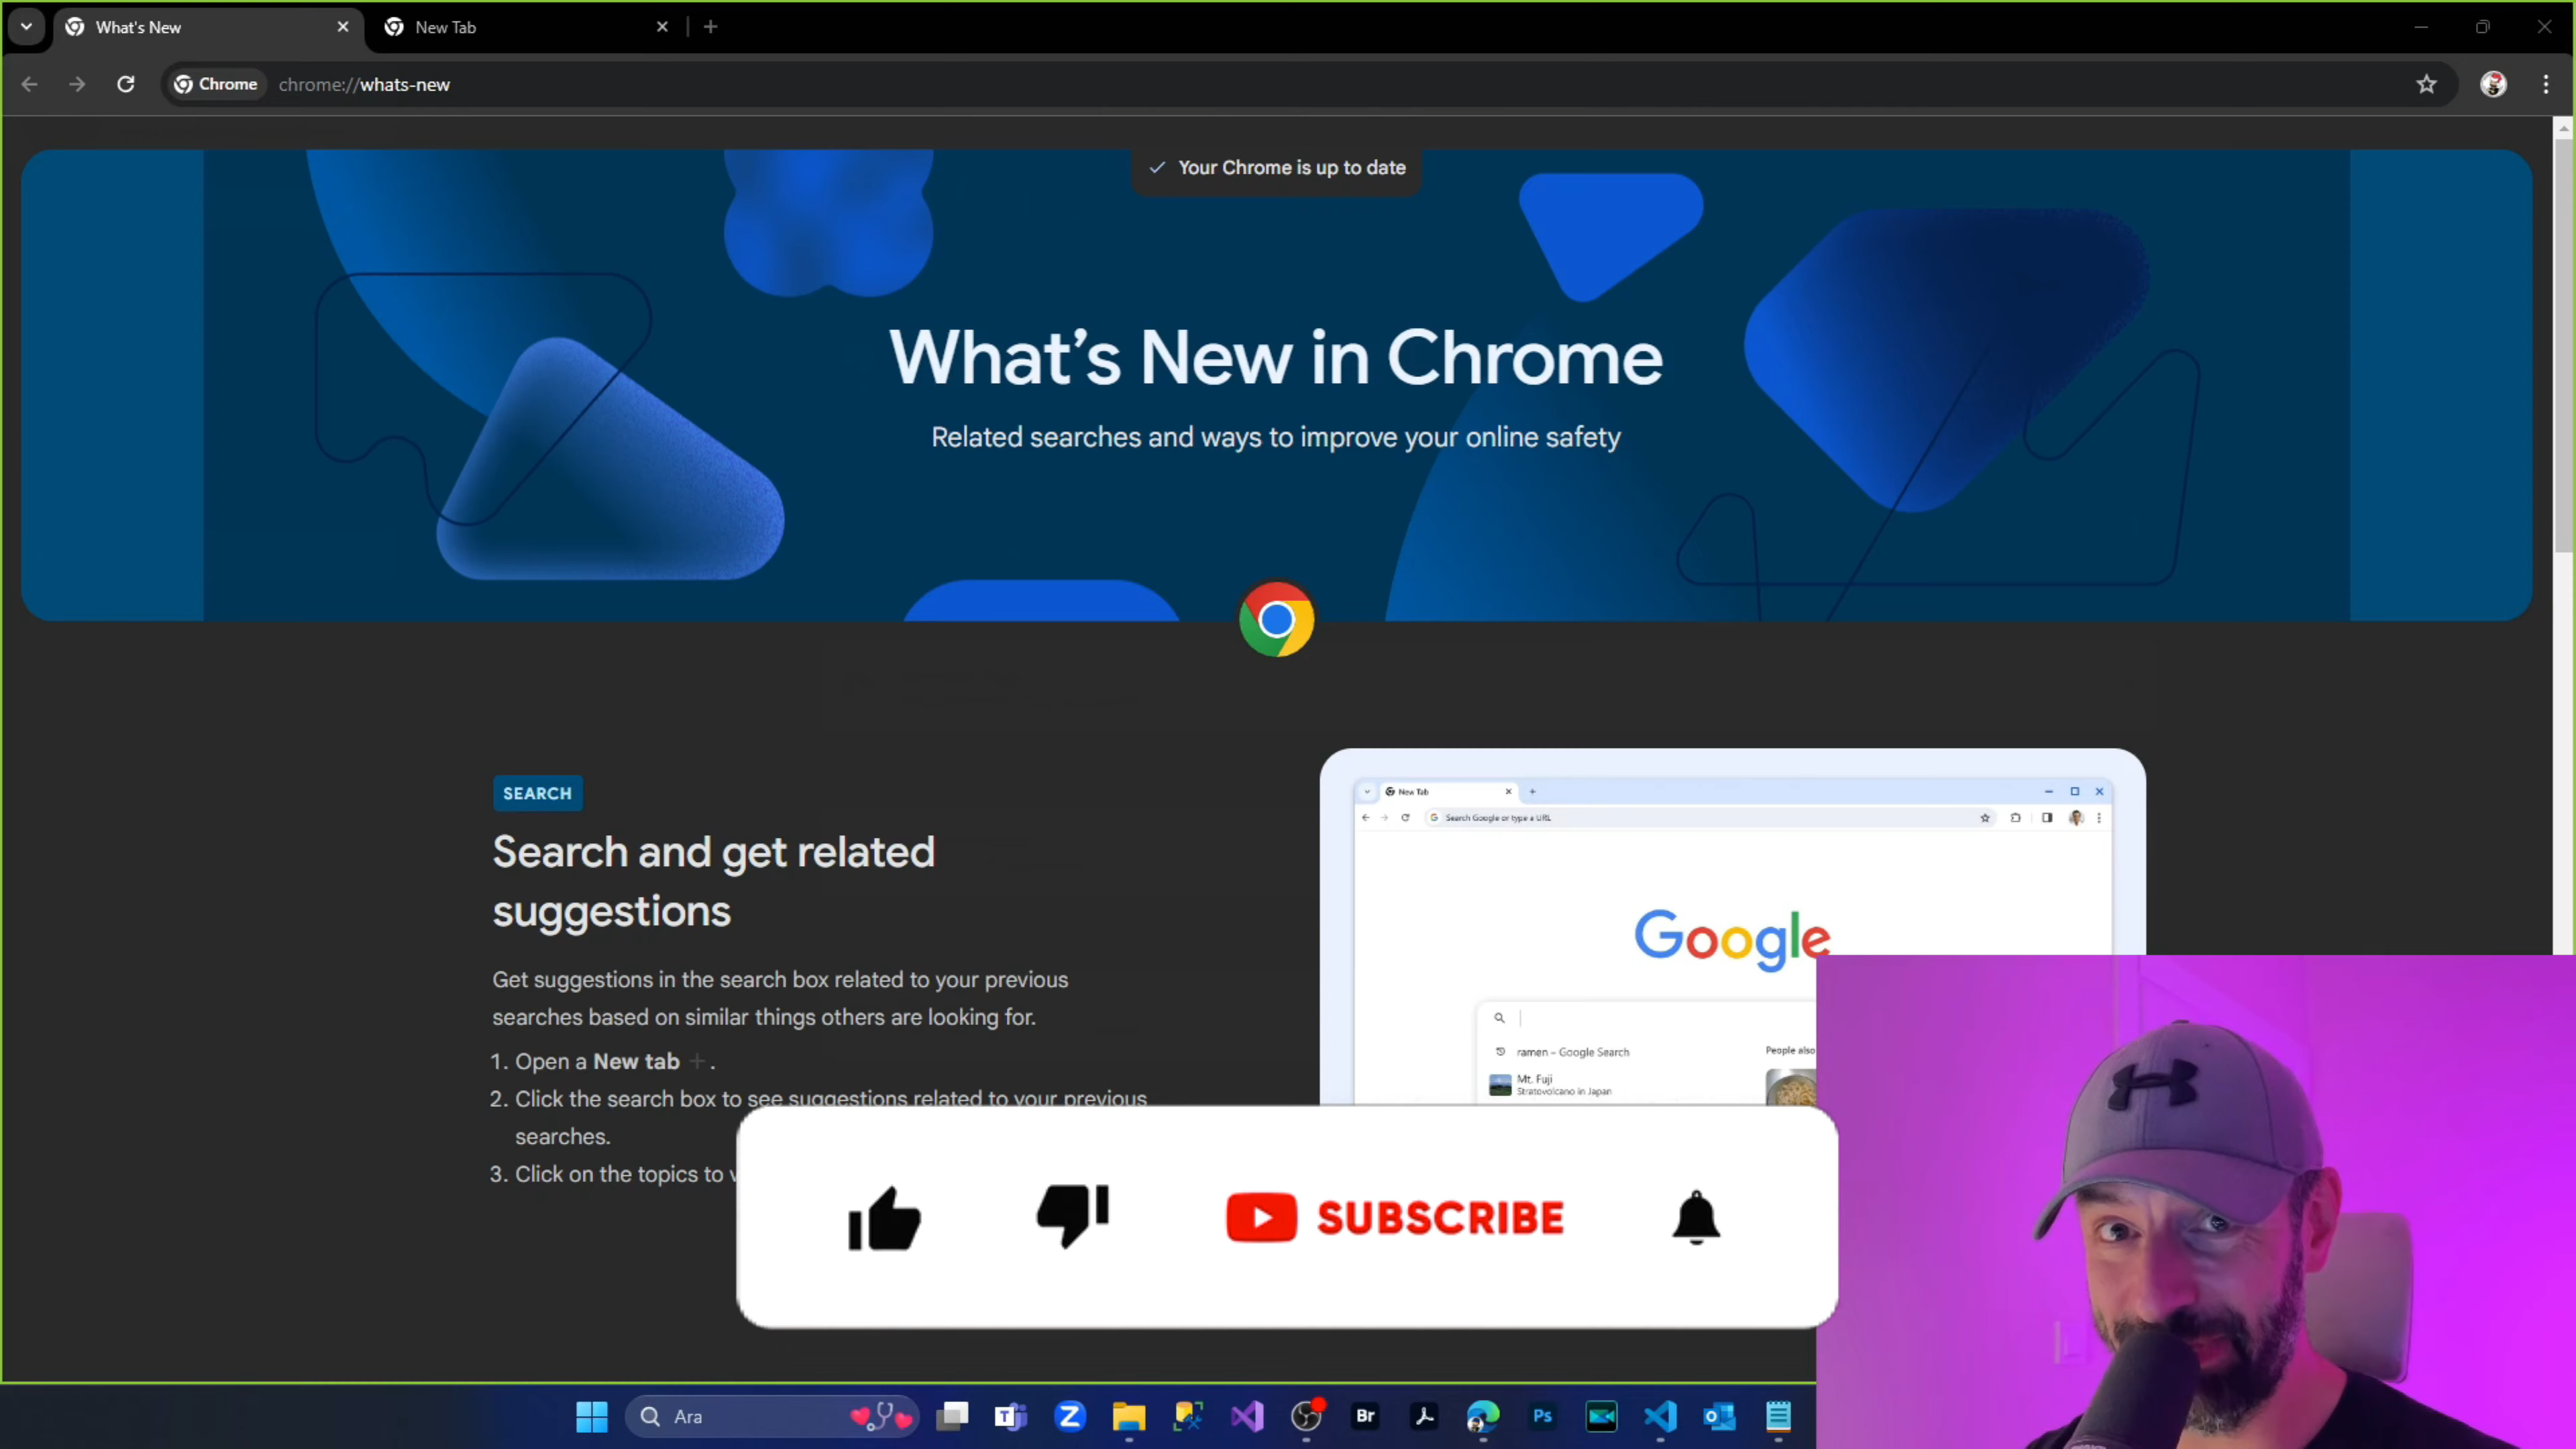 What's New
New Tab
Chrome
chrome://whats-new
Your Chrome is up to date
What's New in Chrome
Related searches and ways to improve your online safety
SEARCH
Search and get related
suggestions
Get suggestions in the search box related to your previous
searches based on similar things others are looking for.
1. Open a New tab + .
2. Click the search box to see suggestions related to your previous
searches.
3. Click on the topics to
New Tab
Search Google or type a URL
Google
ramen – Google Search
Mt. Fuji
Stratovolcano in Japan
People also
SUBSCRIBE
Ara
T
Z
Br
Ps